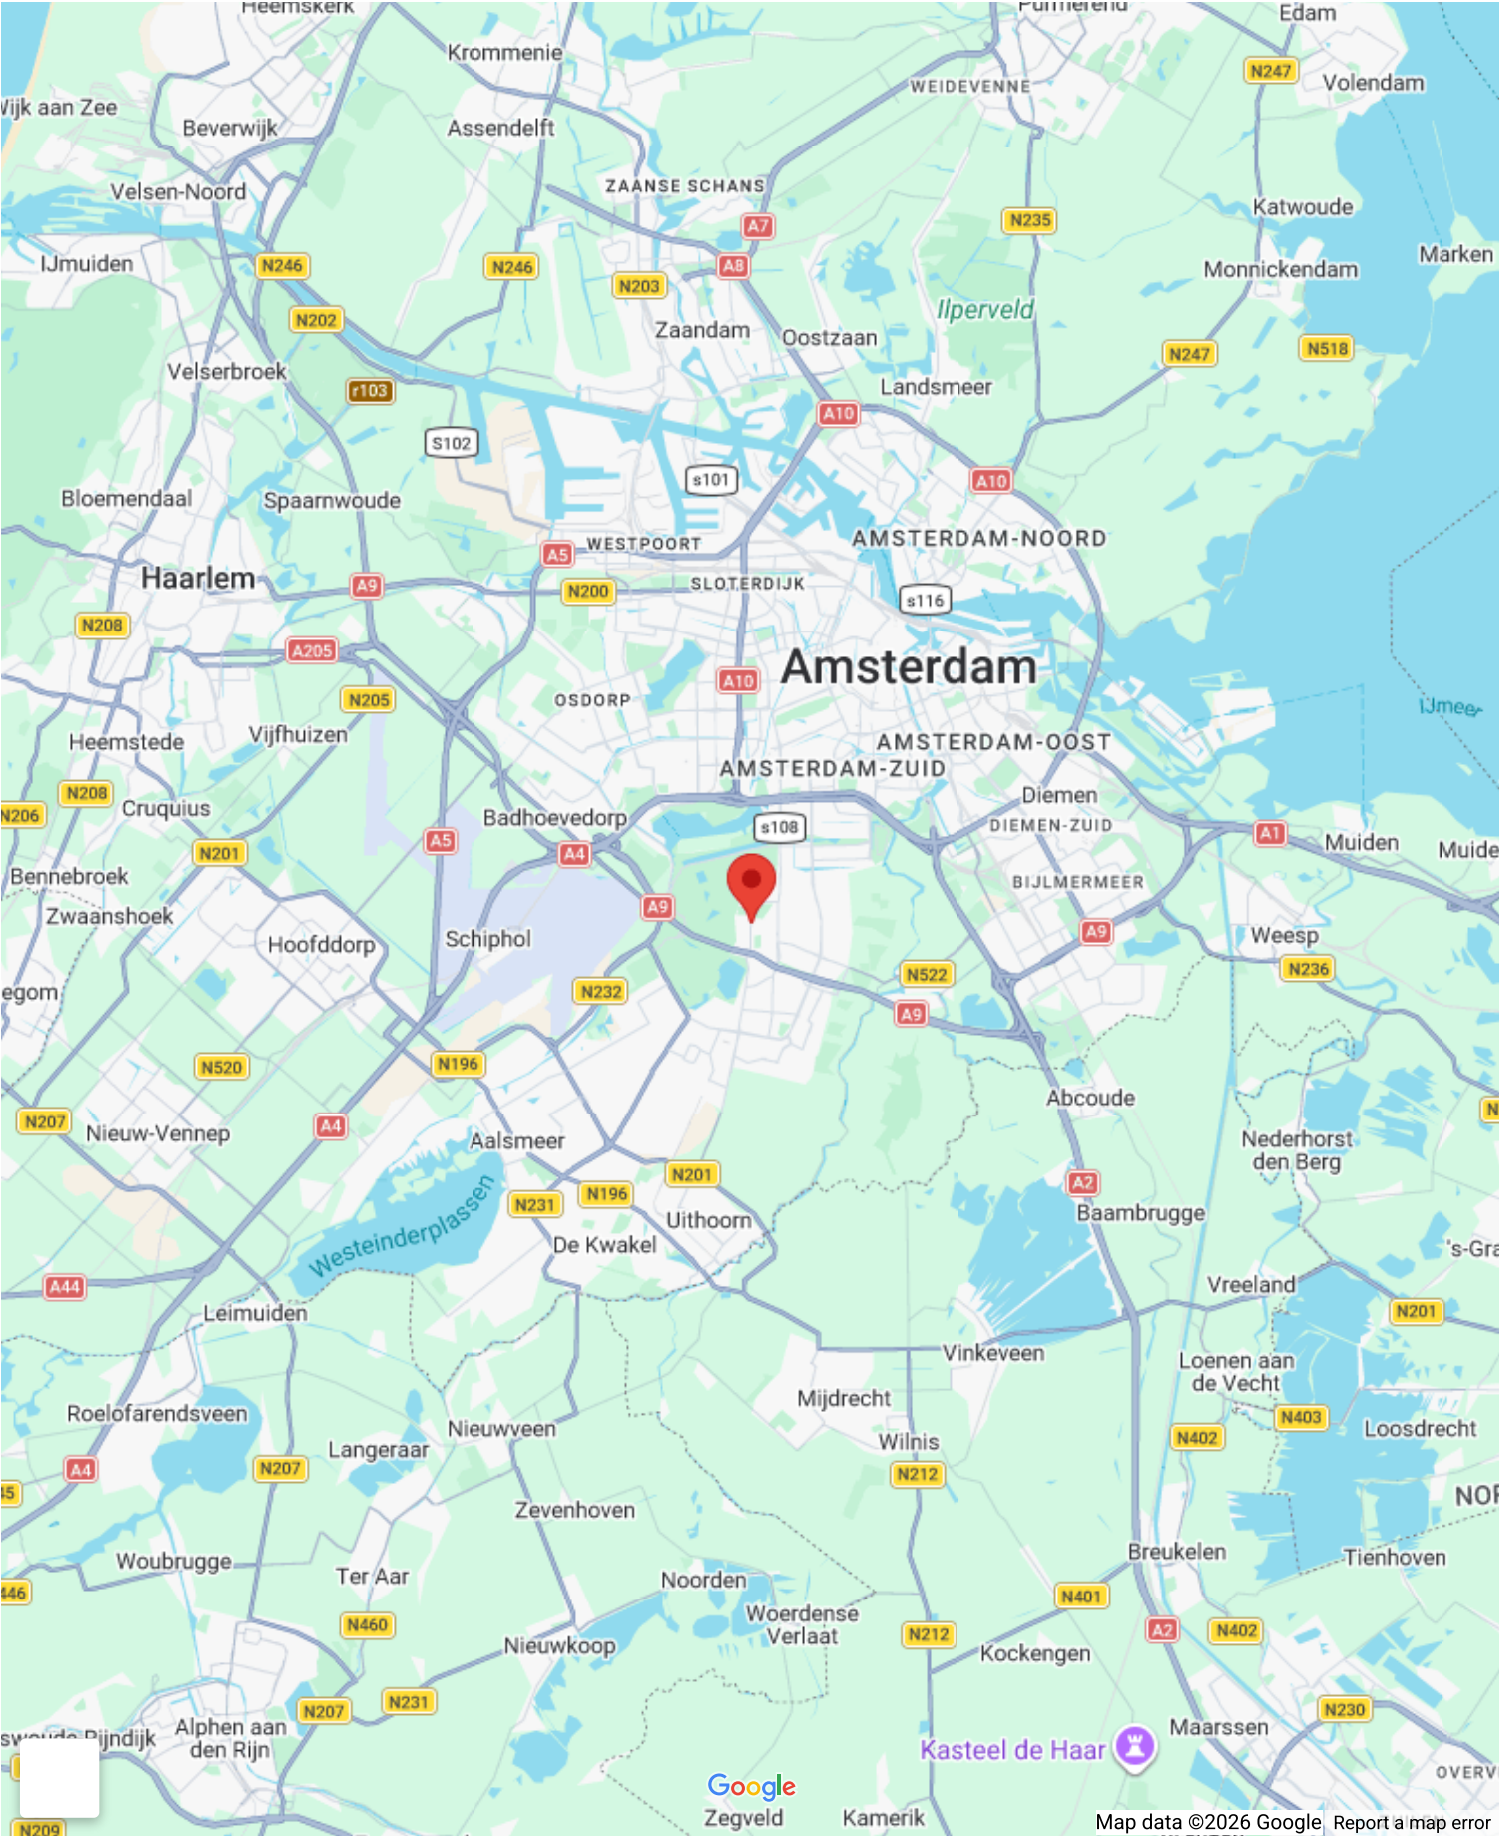 Heemskerk
Purmerend
Edam
Krommenie
N247
Volendam
WEIDEVENNE
Wijk aan Zee
Beverwijk
Assendelft
ZAANSE SCHANS
Velsen-Noord
Katwoude
A7
N235
IJmuiden
N246
N246
A8
N203
Monnickendam
Marken
Ilperveld
N202
Zaandam
Oostzaan
N247
N518
Velserbroek
r103
Landsmeer
A10
S102
s101
A10
Bloemendaal
Spaarnwoude
WESTPOORT
AMSTERDAM-NOORD
A5
Haarlem
A9
N200
SLOTERDIJK
s116
N208
A205
Amsterdam
A10
N205
OSDORP
IJmeer
Vijfhuizen
Heemstede
AMSTERDAM-OOST
AMSTERDAM-ZUID
N208
Cruquius
N206
Badhoevedorp
Diemen
s108
DIEMEN-ZUID
A1
Muiden
A5
A4
N201
Muide
Bennebroek
BIJLMERMEER
Zwaanshoek
A9
Hoofddorp
Schiphol
A9
Weesp
N522
N236
egom
N232
A9
N520
N196
Abcoude
N207
Nieuw-Vennep
A4
Aalsmeer
Nederhorst
den Berg
N201
A2
N231
N196
Westeinderplassen
Uithoorn
Baambrugge
De Kwakel
's-Gra
A44
Vreeland
Leimuiden
N201
Vinkeveen
Loenen aan
de Vecht
Mijdrecht
Roelofarendsveen
N403
Nieuwveen
Loosdrecht
Langeraar
Wilnis
N402
A4
N207
N212
45
NOR
Zevenhoven
Breukelen
Woubrugge
Tienhoven
Ter Aar
Noorden
446
N401
Woerdense
Verlaat
N460
N212
A2
N402
Nieuwkoop
Kockengen
N207
N231
N230
Alphen aan
den Rijn
Maarssen
Rijndijk
Kasteel de Haar
OVERV
Google
Zegveld
Kamerik
N209
Map data ©2026 Google
Report a map error